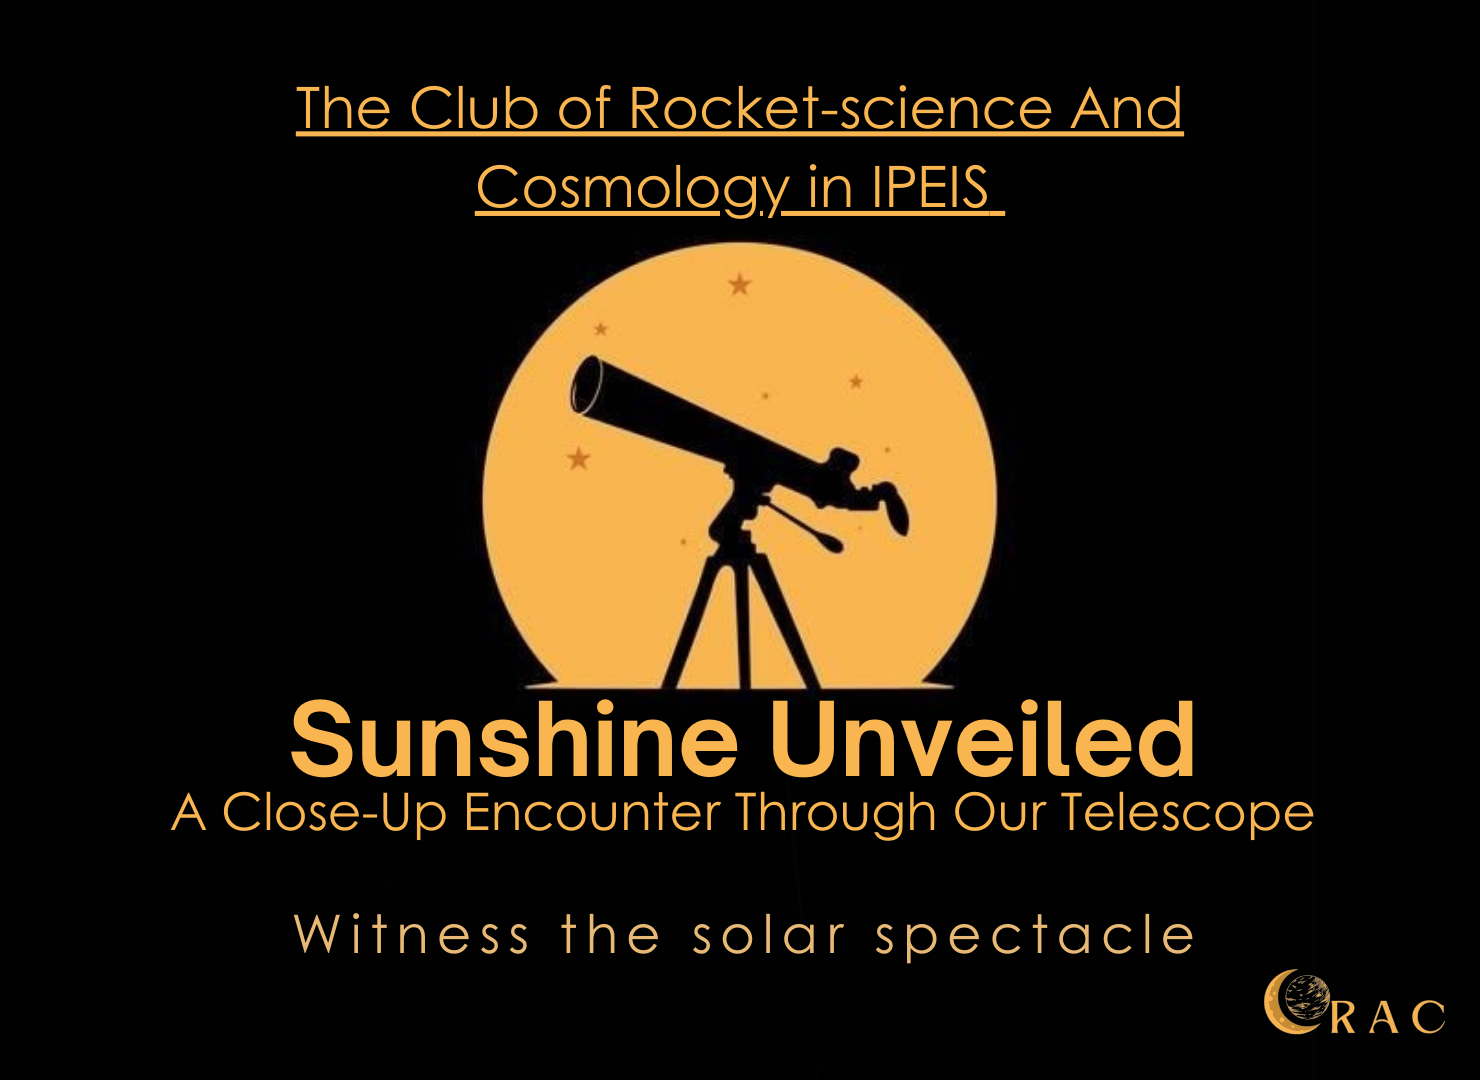 The Club of Rocket-science And
Cosmology in IPEIS
Sunshine Unveiled
A Close-Up Encounter Through Our Telescope
Witness the solar spectacle
CRAC